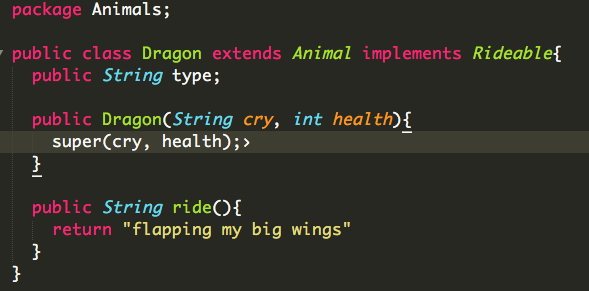 package Animals;
public class Dragon extends Animal implements Rideable{
public String type;
public Dragon(String cry, int health){
super(cry, health);›
}
public String ride(){
return "flapping my big wings"
}
}